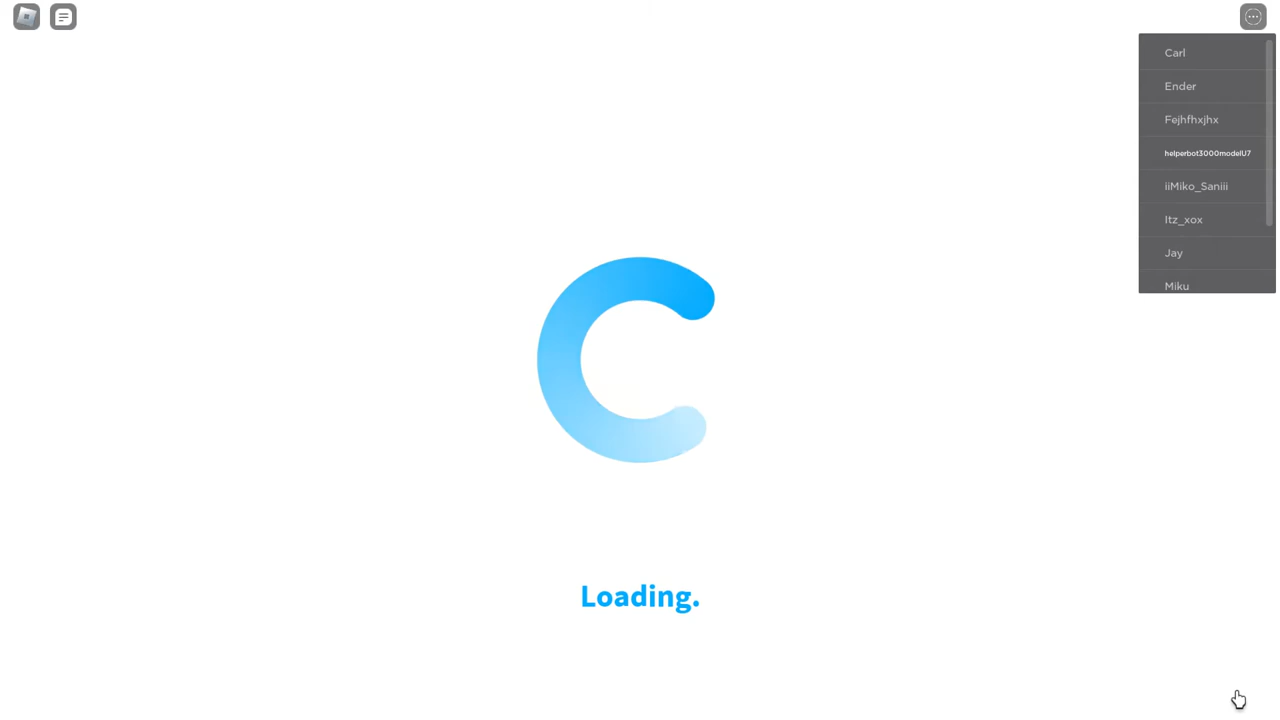 Carl
Ender
Fejhfhxjhx
helperbot3000modelU7
iiMiko_Saniii
Itz_xox
Jay
Miku
Loading.